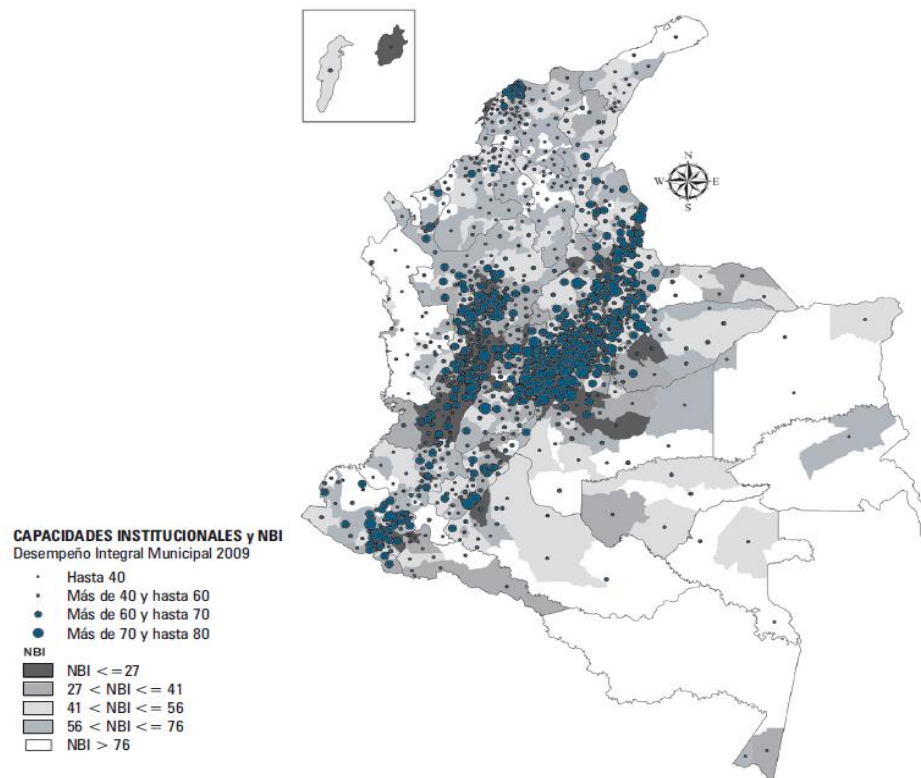 N
W E
S
CAPACIDADES INSTITUCIONALES y NBI
Desempeño Integral Municipal 2009
Hasta 40
Más de 40 y hasta 60
Más de 60 y hasta 70
Más de 70 y hasta 80
NBI
NBI <=27
27 < NBI <= 41
41 < NBI <= 56
56 < NBI <= 76
NBI > 76